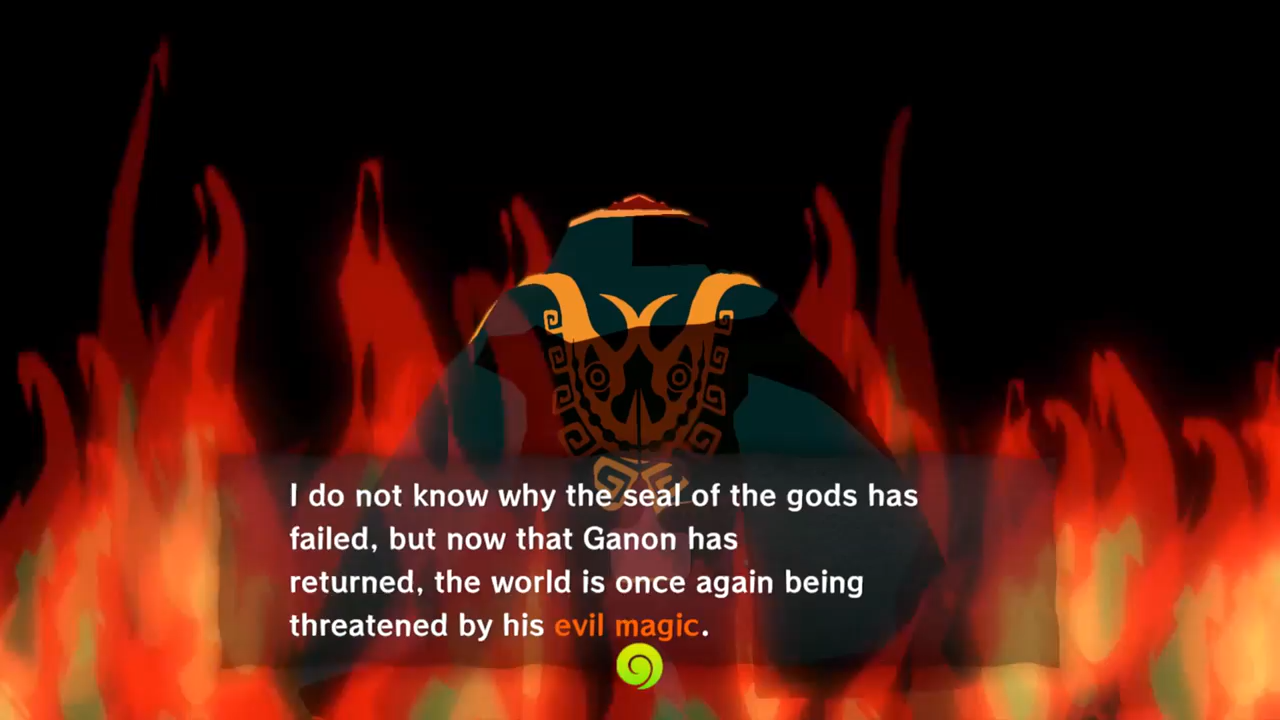 I do not know why the seal of the gods has
failed, but now that Ganon has
returned, the world is once again being
threatened by his evil magic.